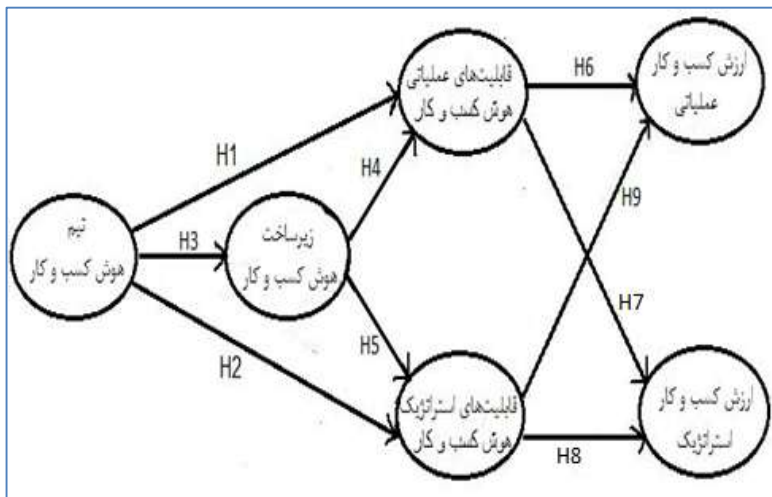 قابلیت‌های عملیاتی
هوش کسب و کار
H6
ارزش کسب و کار
عملیاتی
H1
H4
H9
تیم
هوش کسب و کار
H3
زیرساخت
هوش کسب و کار
H7
H5
H2
قابلیت‌های استراتژیک
هوش کسب و کار
H8
ارزش کسب و کار
استراتژیک